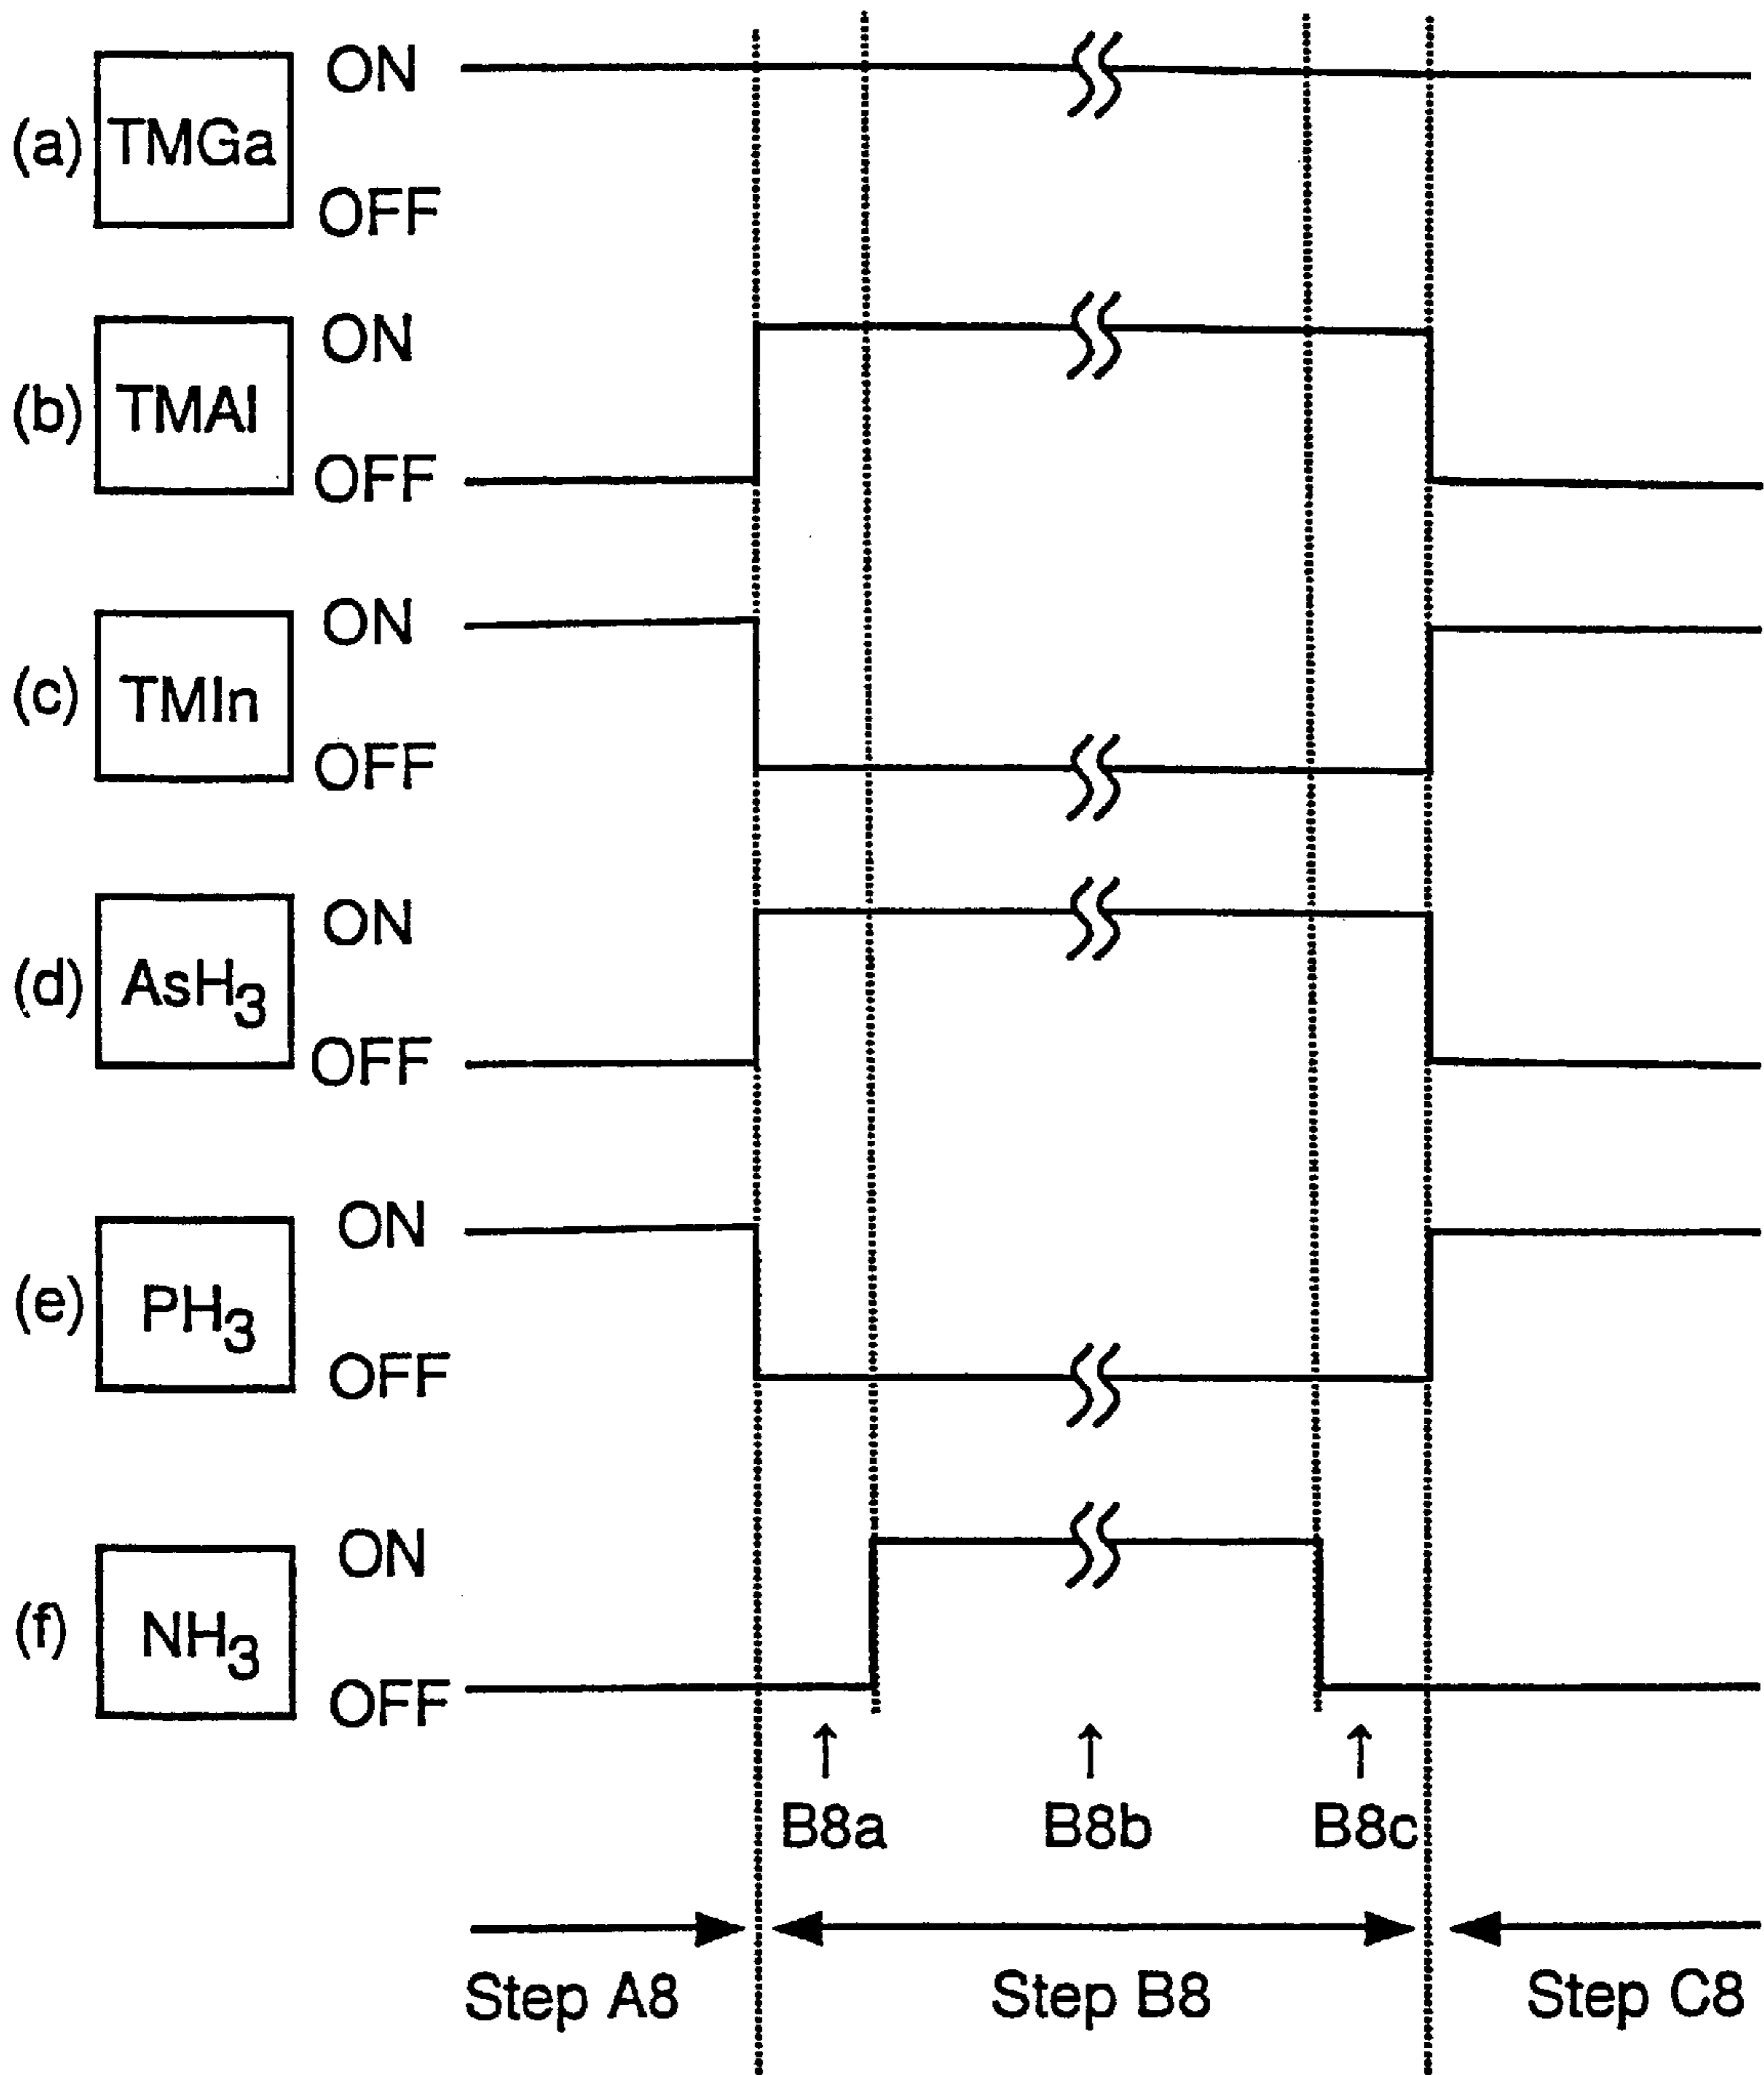 (a) TMGa ON
OFF
(b) TMAl ON
OFF
(c) TMIn ON
OFF
(d) AsH3 ON
OFF
(e) PH3 ON
OFF
(f) NH3 ON
OFF
↑ ↑ ↑
B8a B8b B8c
Step A8 Step B8 Step C8